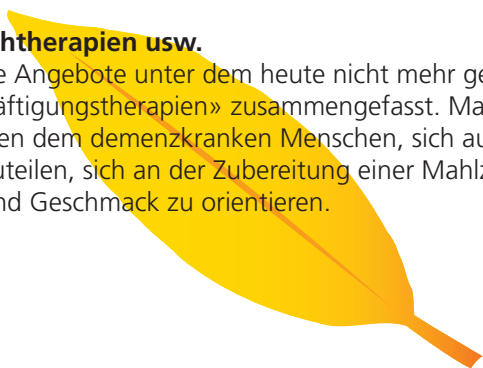 htherapien usw.
e Angebote unter dem heute nicht mehr ge
äftigungstherapien» zusammengefasst. Ma
en dem demenzkranken Menschen, sich au
uteilen, sich an der Zubereitung einer Mahlz
nd Geschmack zu orientieren.